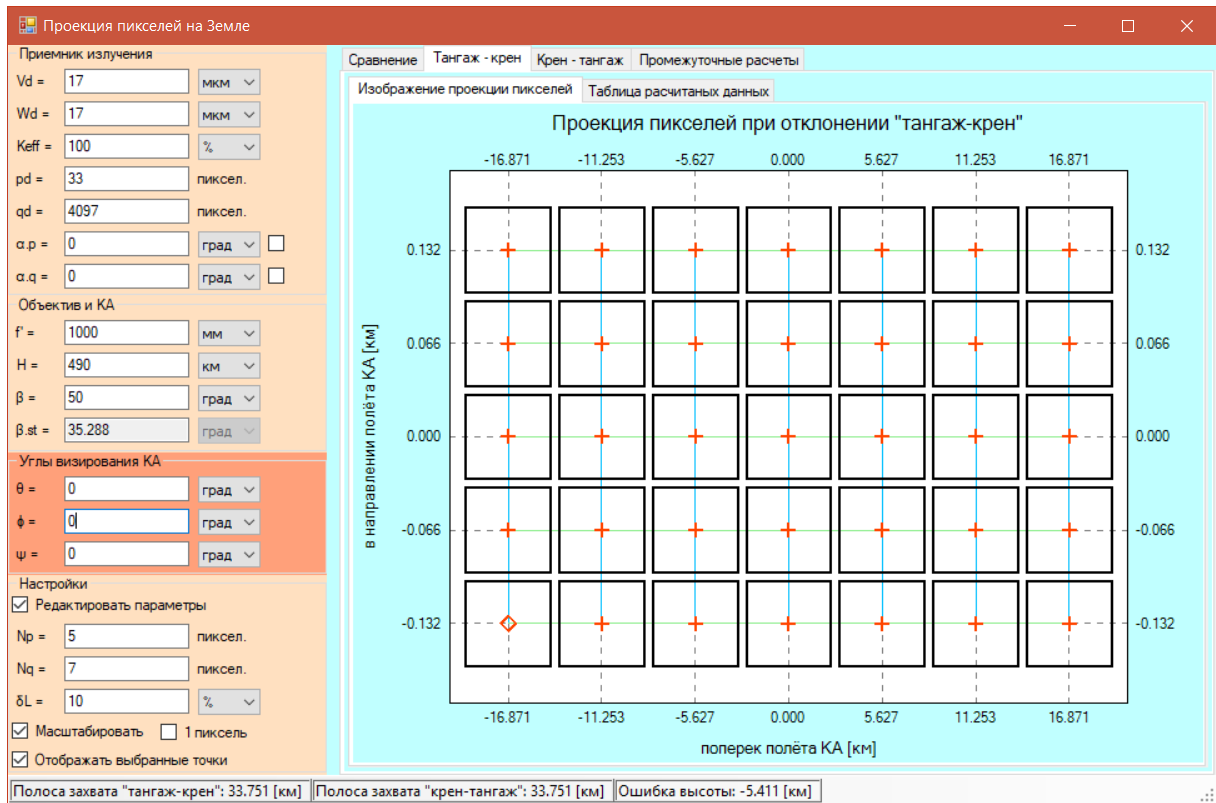 Проекция пикселей на Земле
Приемник излучения
Vd = 17 мкм
Wd = 17 мкм
Keff = 100 %
pd = 33 пиксел.
qd = 4097 пиксел.
α.p = 0 град
α.q = 0 град
Объектив и КА
f' = 1000 мм
H = 490 км
β = 50 град
β.st = 35.288 град
Углы визирования КА
θ = 0 град
ϕ = 0 град
ψ = 0 град
Настройки
Редактировать параметры
Np = 5 пиксел.
Nq = 7 пиксел.
δL = 10 %
Масштабировать 1 пиксель
Отображать выбранные точки
Сравнение Тангаж - крен Крен - тангаж Промежуточные расчеты
Изображение проекции пикселей Таблица расчитаных данных
Проекция пикселей при отклонении "тангаж-крен"
-16.871 -11.253 -5.627 0.000 5.627 11.253 16.871
0.132 0.132
0.066 0.066
0.000 0.000
-0.066 -0.066
-0.132 -0.132
в направлении полёта КА [км]
-16.871 -11.253 -5.627 0.000 5.627 11.253 16.871
поперек полёта КА [км]
Полоса захвата "тангаж-крен": 33.751 [км] Полоса захвата "крен-тангаж": 33.751 [км] Ошибка высоты: -5.411 [км]